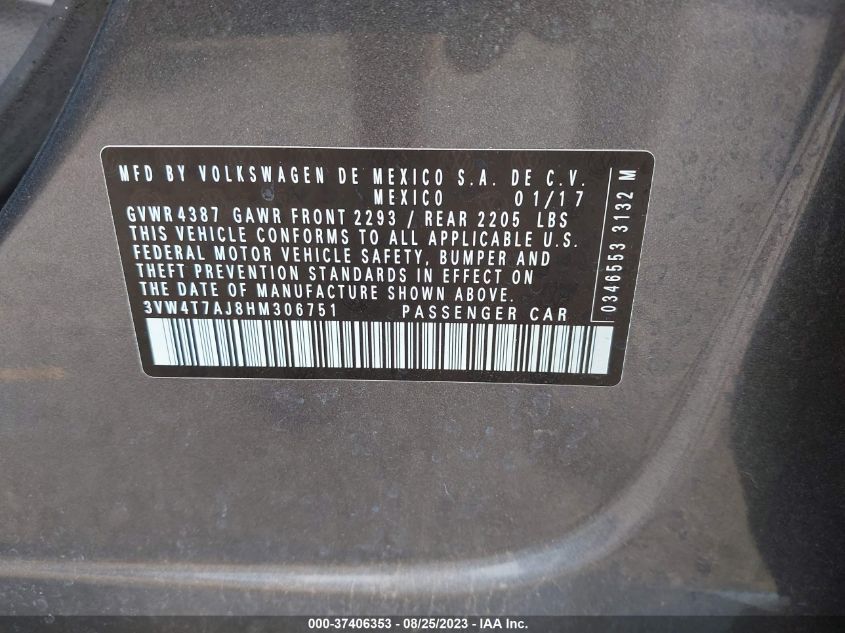 MFD BY VOLKSWAGEN DE MEXICO S.A. DE C.V.
MEXICO 01/17
GVWR 4387 GAWR FRONT 2293 / REAR 2205 LBS
THIS VEHICLE CONFORMS TO ALL APPLICABLE U.S.
FEDERAL MOTOR VEHICLE SAFETY, BUMPER AND
THEFT PREVENTION STANDARDS IN EFFECT ON
THE DATE OF MANUFACTURE SHOWN ABOVE.
3VW4T7AJ8HM306751 PASSENGER CAR
0346553 3132 M
000-37406353 - 08/25/2023 - IAA Inc.